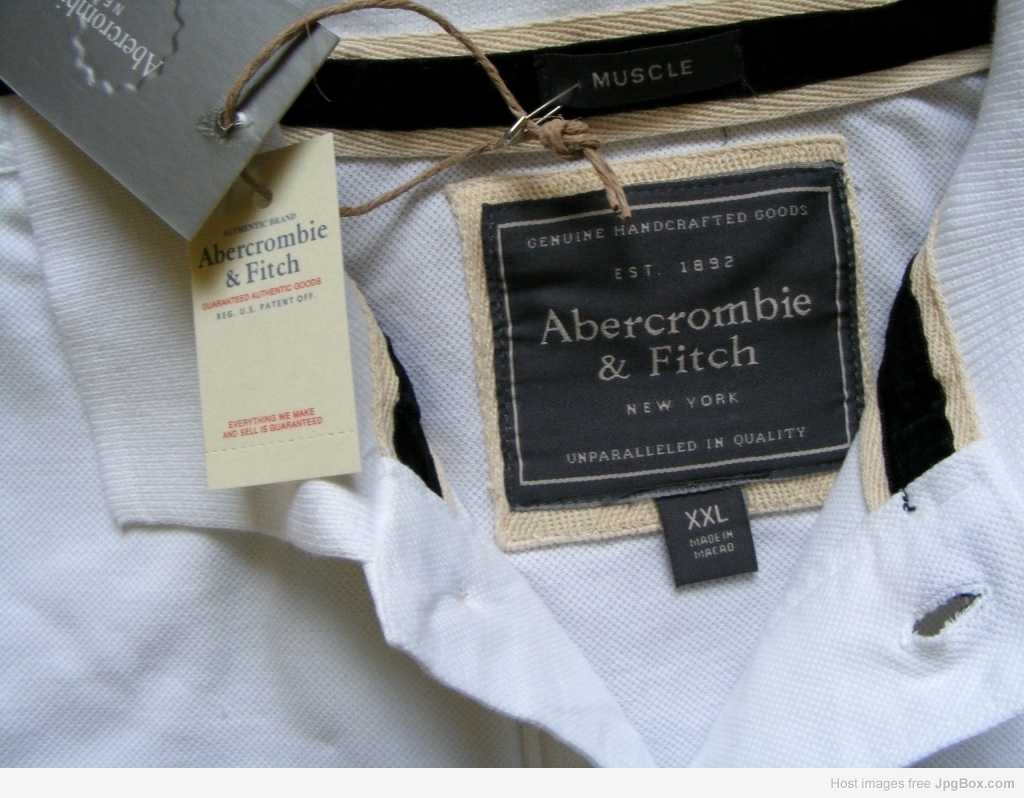 Abercrombie
NE
MUSCLE
AUTHENTIC BRAND
Abercrombie
& Fitch
GUARANTEED AUTHENTIC GOODS
REG. U.S. PATENT OFF.
EVERYTHING WE MAKE
AND SELL IS GUARANTEED
GENUINE HANDCRAFTED GOODS
EST. 1892
Abercrombie
& Fitch
NEW YORK
UNPARALLELED IN QUALITY
XXL
MADE IN
MACAO
Host images free JpgBox.com